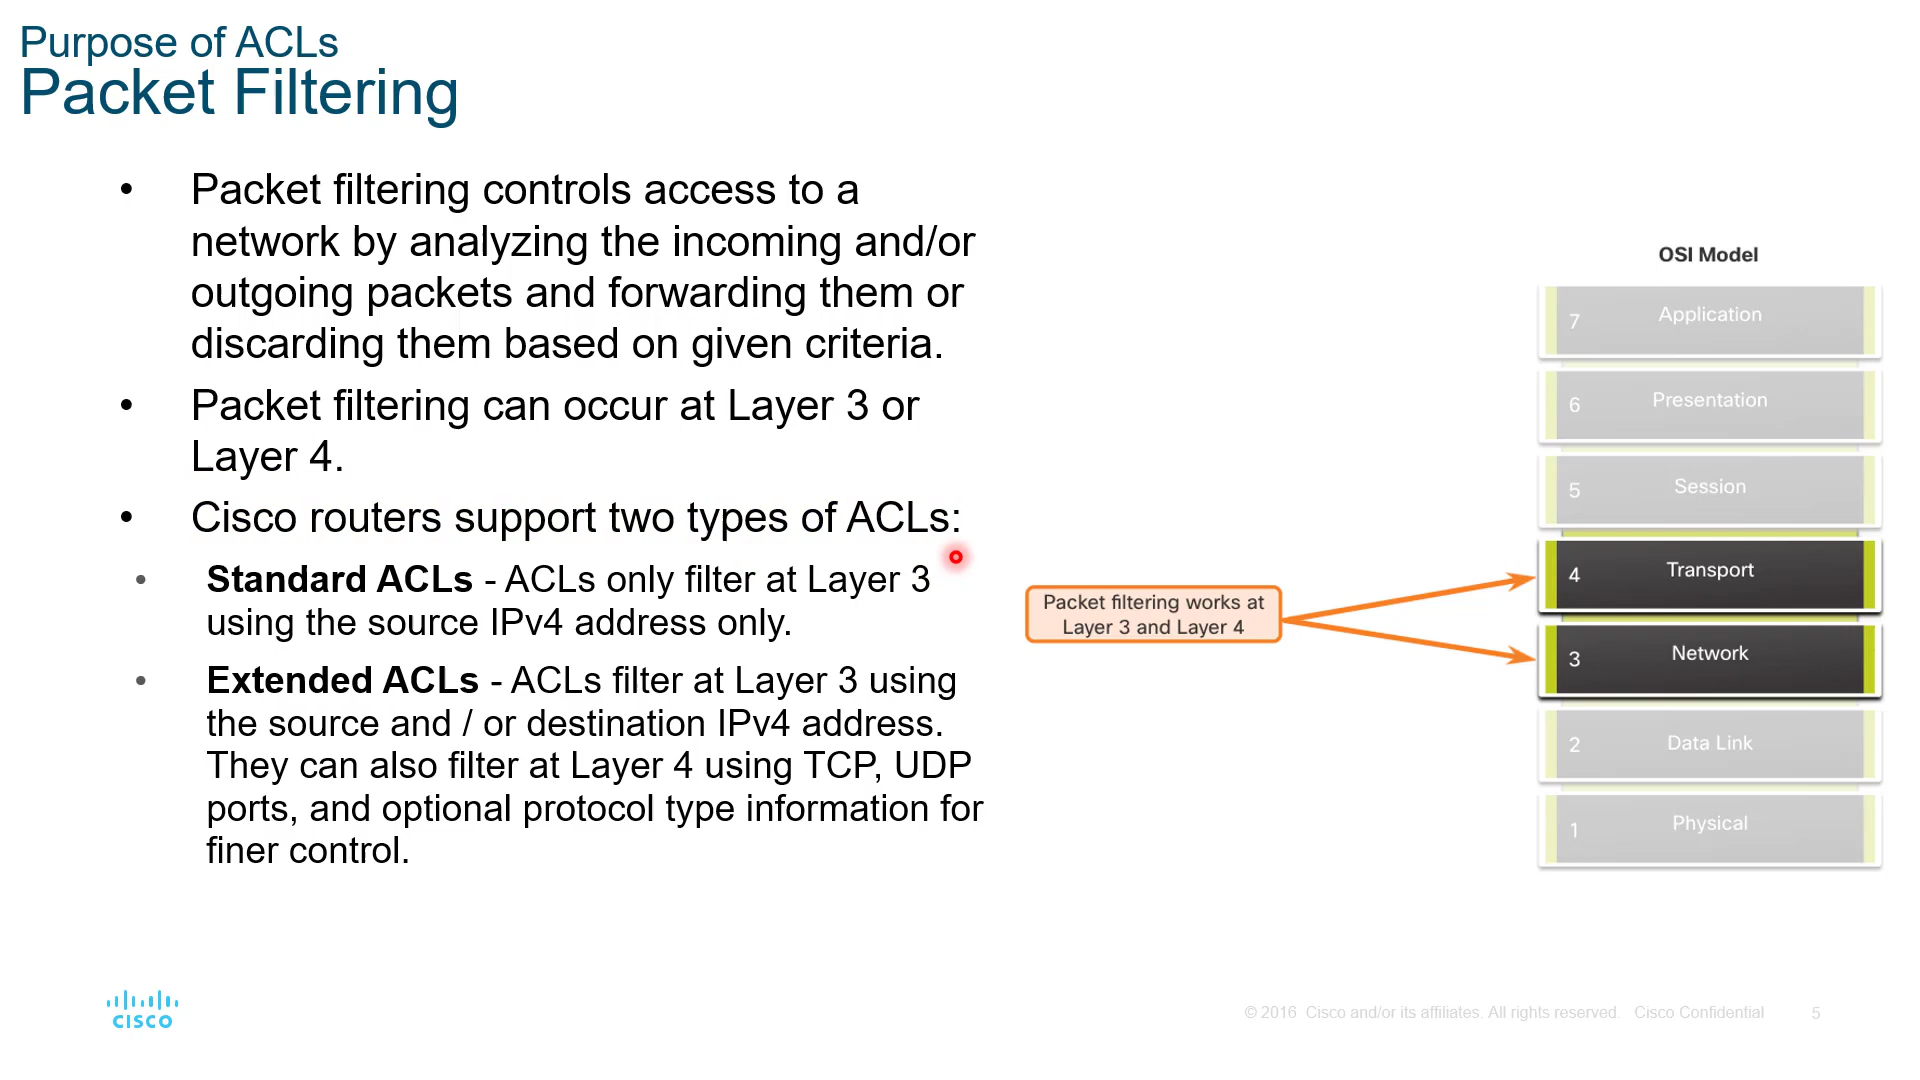 Purpose of ACLs
Packet Filtering
• Packet filtering controls access to a
network by analyzing the incoming and/or
outgoing packets and forwarding them or
discarding them based on given criteria.
• Packet filtering can occur at Layer 3 or
Layer 4.
• Cisco routers support two types of ACLs:
• Standard ACLs - ACLs only filter at Layer 3
using the source IPv4 address only.
• Extended ACLs - ACLs filter at Layer 3 using
the source and / or destination IPv4 address.
They can also filter at Layer 4 using TCP, UDP
ports, and optional protocol type information for
finer control.
Packet filtering works at
Layer 3 and Layer 4
OSI Model
7 Application
6 Presentation
5 Session
4 Transport
3 Network
2 Data Link
1 Physical
CISCO
© 2016 Cisco and/or its affiliates. All rights reserved. Cisco Confidential 5